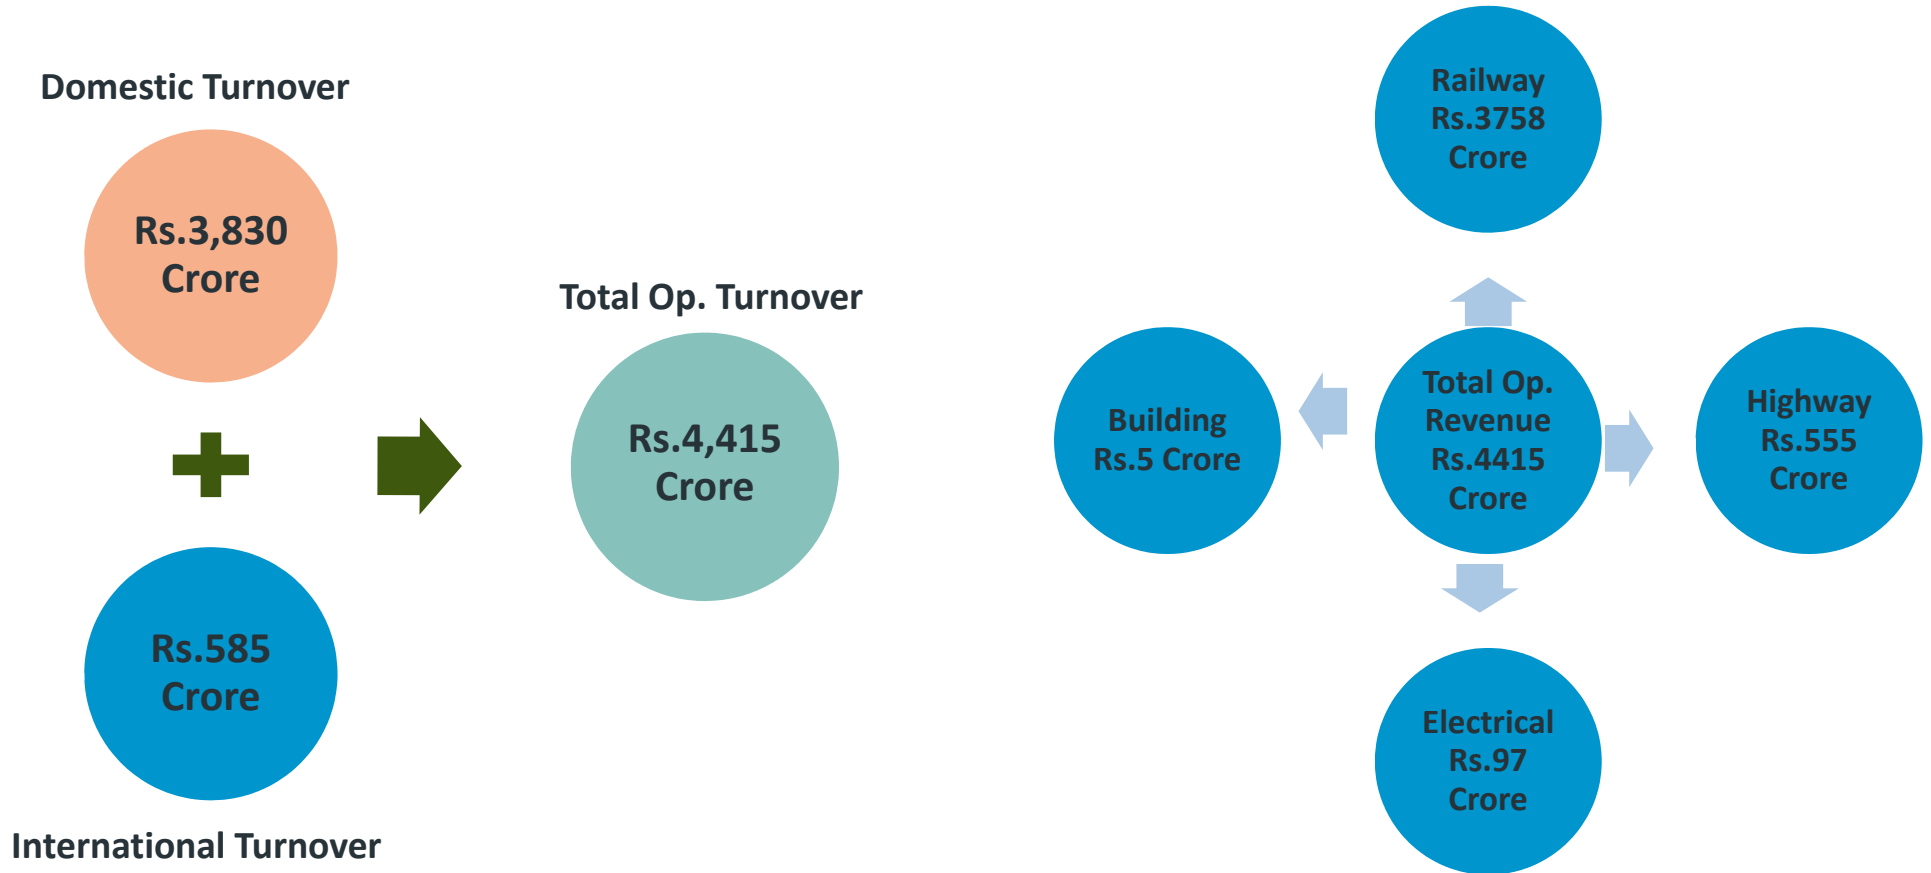 Domestic Turnover
Rs.3,830
Crore
Rs.585
Crore
International Turnover
Total Op. Turnover
Rs.4,415
Crore
Railway
Rs.3758
Crore
Building
Rs.5 Crore
Total Op.
Revenue
Rs.4415
Crore
Highway
Rs.555
Crore
Electrical
Rs.97
Crore